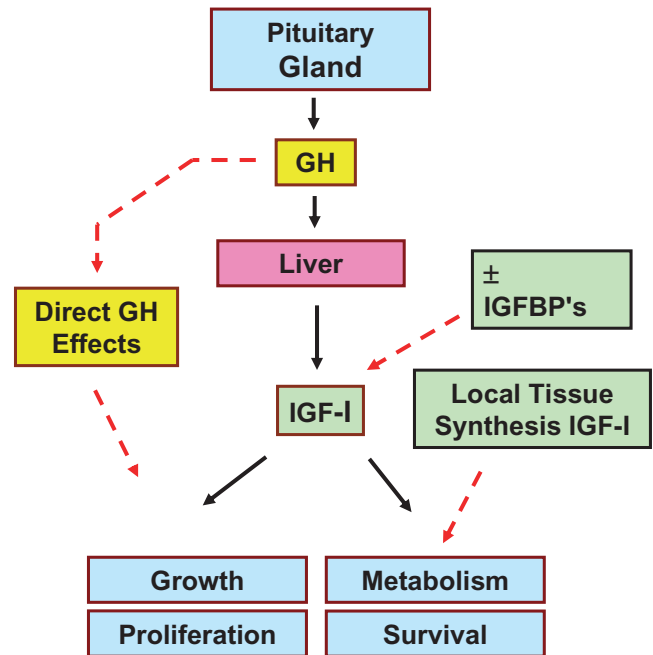 Pituitary
Gland
GH
Liver
±
IGFBP's
Direct GH
Effects
IGF-I
Local Tissue
Synthesis IGF-I
Growth
Metabolism
Proliferation
Survival